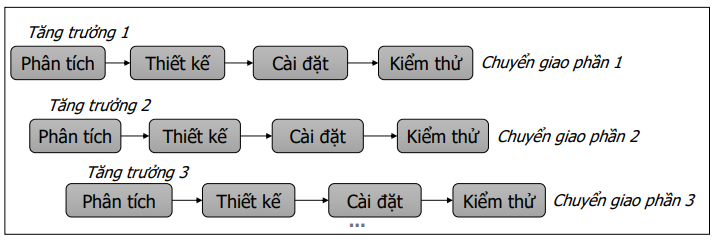 Tăng trưởng 1
Phân tích Thiết kế Cài đặt Kiểm thử Chuyển giao phần 1
Tăng trưởng 2
Phân tích Thiết kế Cài đặt Kiểm thử Chuyển giao phần 2
Tăng trưởng 3
Phân tích Thiết kế Cài đặt Kiểm thử Chuyển giao phần 3
...